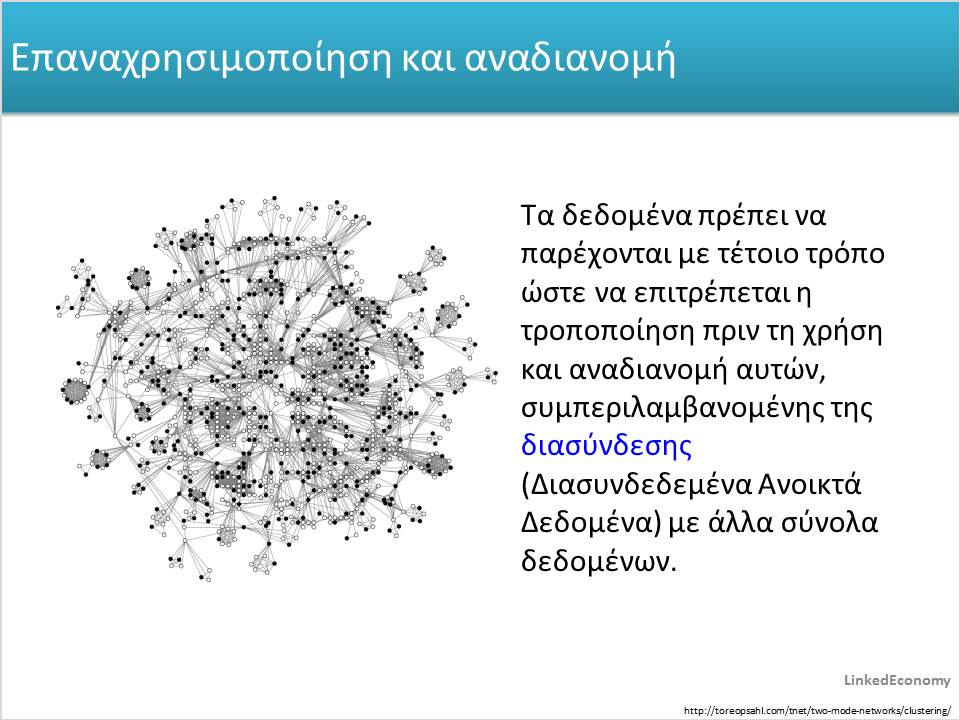 Επαναχρησιμοποίηση και αναδιανομή
Τα δεδομένα πρέπει να
παρέχονται με τέτοιο τρόπο
ώστε να επιτρέπεται η
τροποποίηση πριν τη χρήση
και αναδιανομή αυτών,
συμπεριλαμβανομένης της
διασύνδεσης
(Διασυνδεδεμένα Ανοικτά
Δεδομένα) με άλλα σύνολα
δεδομένων.
LinkedEconomy
http://toreopsahl.com/tnet/two-mode-networks/clustering/